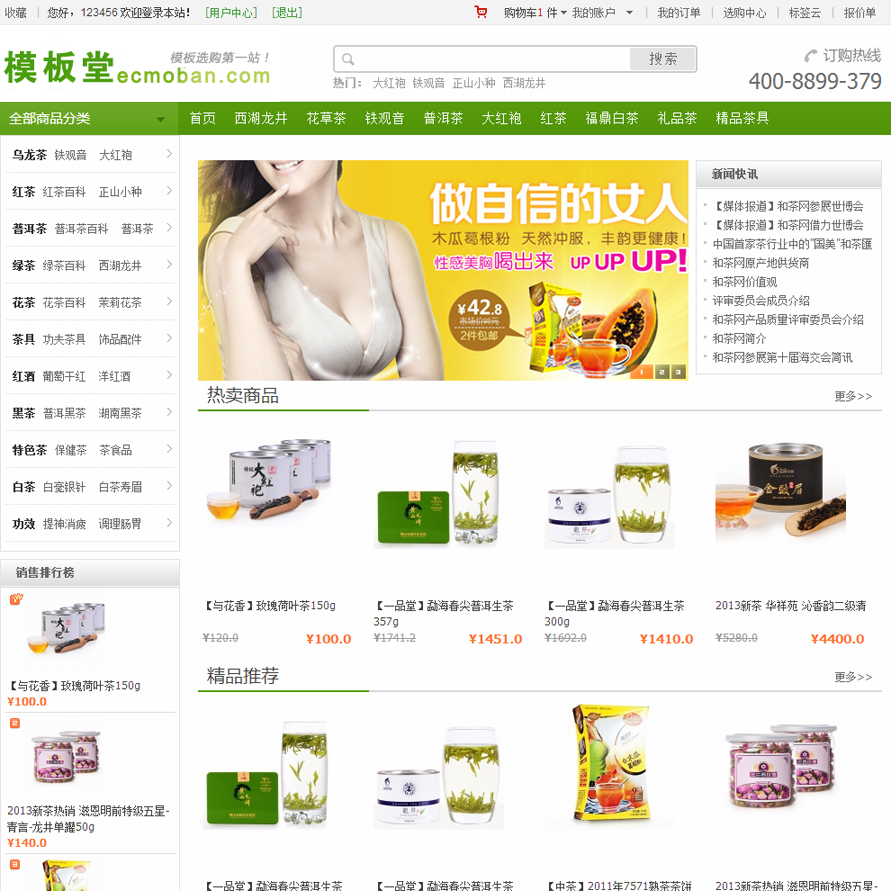 收藏
您好，123456 欢迎登录本站！ [用户中心] [退出]
购物车1 件 我的账户
我的订单
选购中心
标签云
报价单
模板堂
模板选购第一站！
ecmoban.com
搜索
热门： 大红袍 铁观音 正山小种 西湖龙井
订购热线
400-8899-379
全部商品分类
首页 西湖龙井 花草茶 铁观音 普洱茶 大红袍 红茶 福鼎白茶 礼品茶 精品茶具
乌龙茶 铁观音 大红袍
红茶 红茶百科 正山小种
普洱茶 普洱茶百科 普洱茶
绿茶 绿茶百科 西湖龙井
花茶 花茶百科 茉莉花茶
茶具 功夫茶具 饰品配件
红酒 葡萄干红 洋红酒
黑茶 普洱黑茶 湖南黑茶
特色茶 保健茶 茶食品
白茶 白毫银针 白茶寿眉
功效 提神消疲 调理肠胃
做自信的女人
木瓜葛根粉 天然冲服，丰韵更健康！
性感美胸喝出来 UP UP UP!
¥42.8
2件包邮
1 2 3
新闻快讯
【媒体报道】和茶网参展世博会
【媒体报道】和茶网借力世博会
中国首家茶行业中的"国美"和茶匯
和茶网原产地供货商
和茶网价值观
评审委员会成员介绍
和茶网产品质量评审委员会介绍
和茶网简介
和茶网参展第十届海交会简讯
热卖商品
更多>>
大红袍
金骏眉
【与花香】玫瑰荷叶茶150g
¥120.0 ¥100.0
【一品堂】勐海春尖普洱生茶
357g
¥1741.2 ¥1451.0
【一品堂】勐海春尖普洱生茶
300g
¥1692.0 ¥1410.0
2013新茶 华祥苑 沁香韵二级青
¥5280.0 ¥4400.0
精品推荐
更多>>
【一品堂】勐海春尖普洱生茶
【一品堂】勐海春尖普洱生茶
【中茶】2011年7571熟茶茶饼
2013新茶热销 滋恩明前特级五星-
销售排行榜
【与花香】玫瑰荷叶茶150g
¥100.0
2
2013新茶热销 滋恩明前特级五星-
青言-龙井单罐50g
¥140.0
3